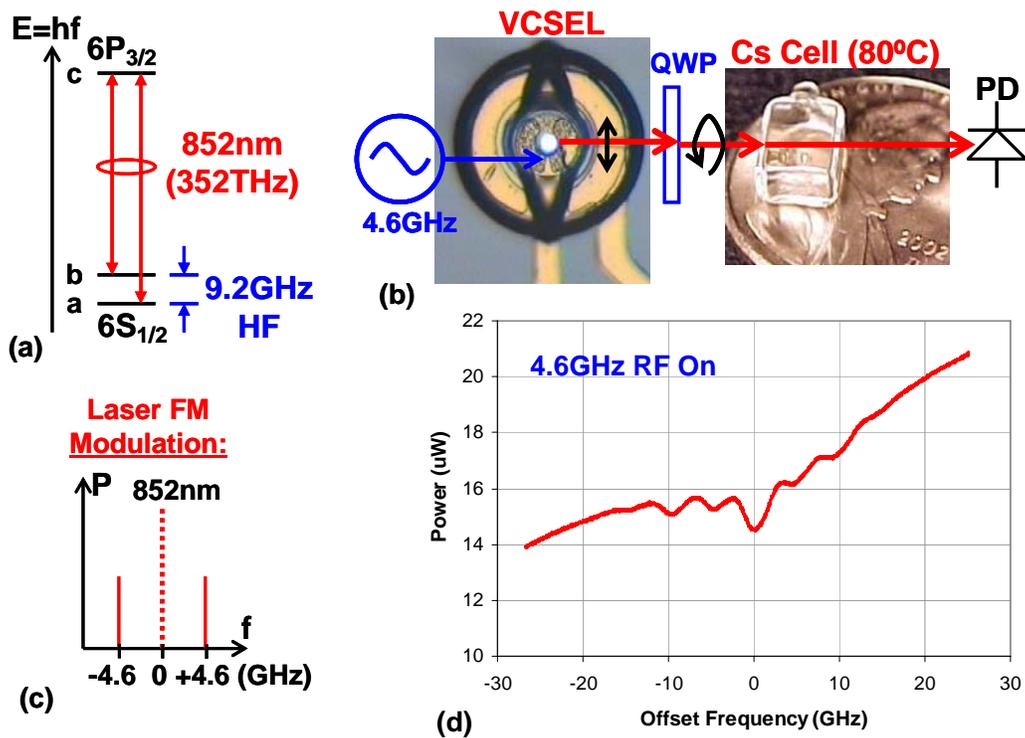 E=hf
6P3/2
c
852nm
(352THz)
b
a
9.2GHz
HF
6S1/2
(a)
VCSEL
QWP
Cs Cell (80ºC)
PD
4.6GHz
2002
(b)
Laser FM
Modulation:
P
852nm
f
-4.6 0 +4.6 (GHz)
(c)
4.6GHz RF On
Power (uW)
22
20
18
16
14
12
10
-30 -20 -10 0 10 20 30
Offset Frequency (GHz)
(d)